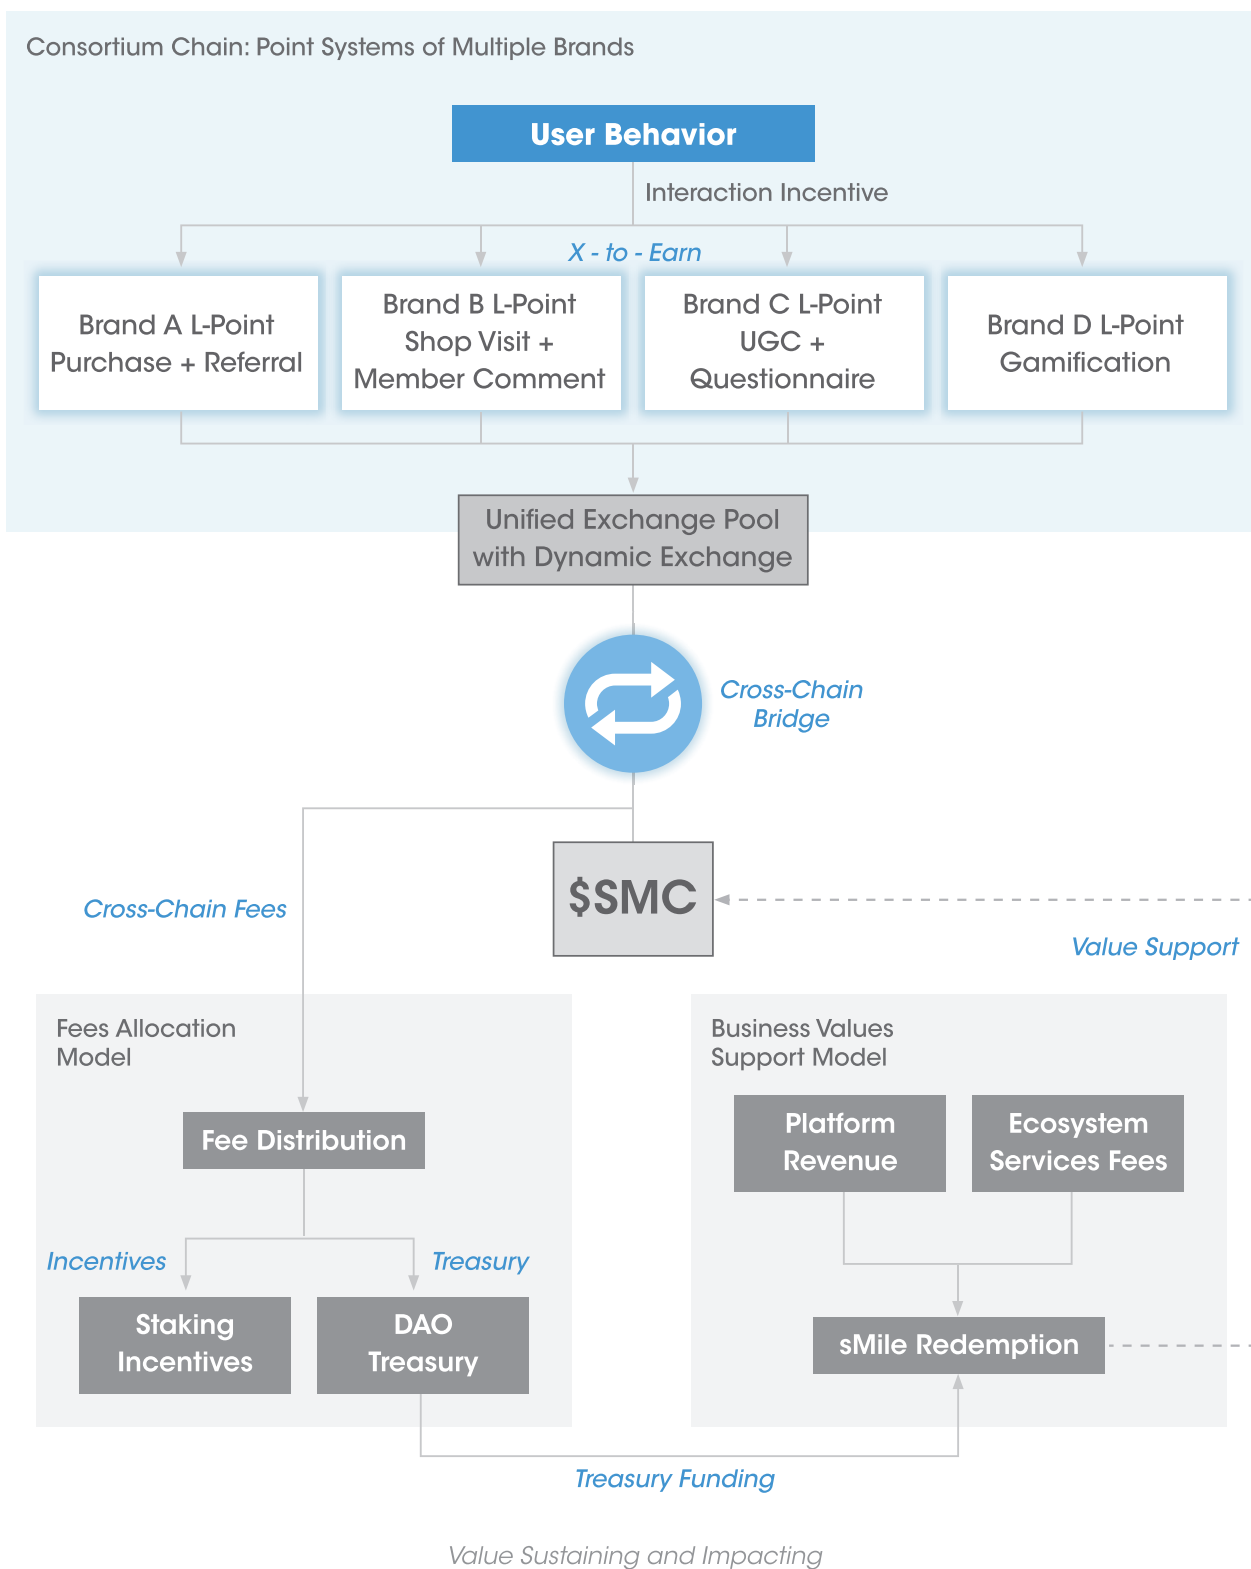 Consortium Chain: Point Systems of Multiple Brands
User Behavior
Interaction Incentive
X - to - Earn
Brand A L-Point
Purchase + Referral
Brand B L-Point
Shop Visit +
Member Comment
Brand C L-Point
UGC +
Questionnaire
Brand D L-Point
Gamification
Unified Exchange Pool
with Dynamic Exchange
Cross-Chain
Bridge
$SMC
Cross-Chain Fees
Value Support
Fees Allocation
Model
Fee Distribution
Incentives
Treasury
Staking
Incentives
DAO
Treasury
Business Values
Support Model
Platform
Revenue
Ecosystem
Services Fees
sMile Redemption
Treasury Funding
Value Sustaining and Impacting